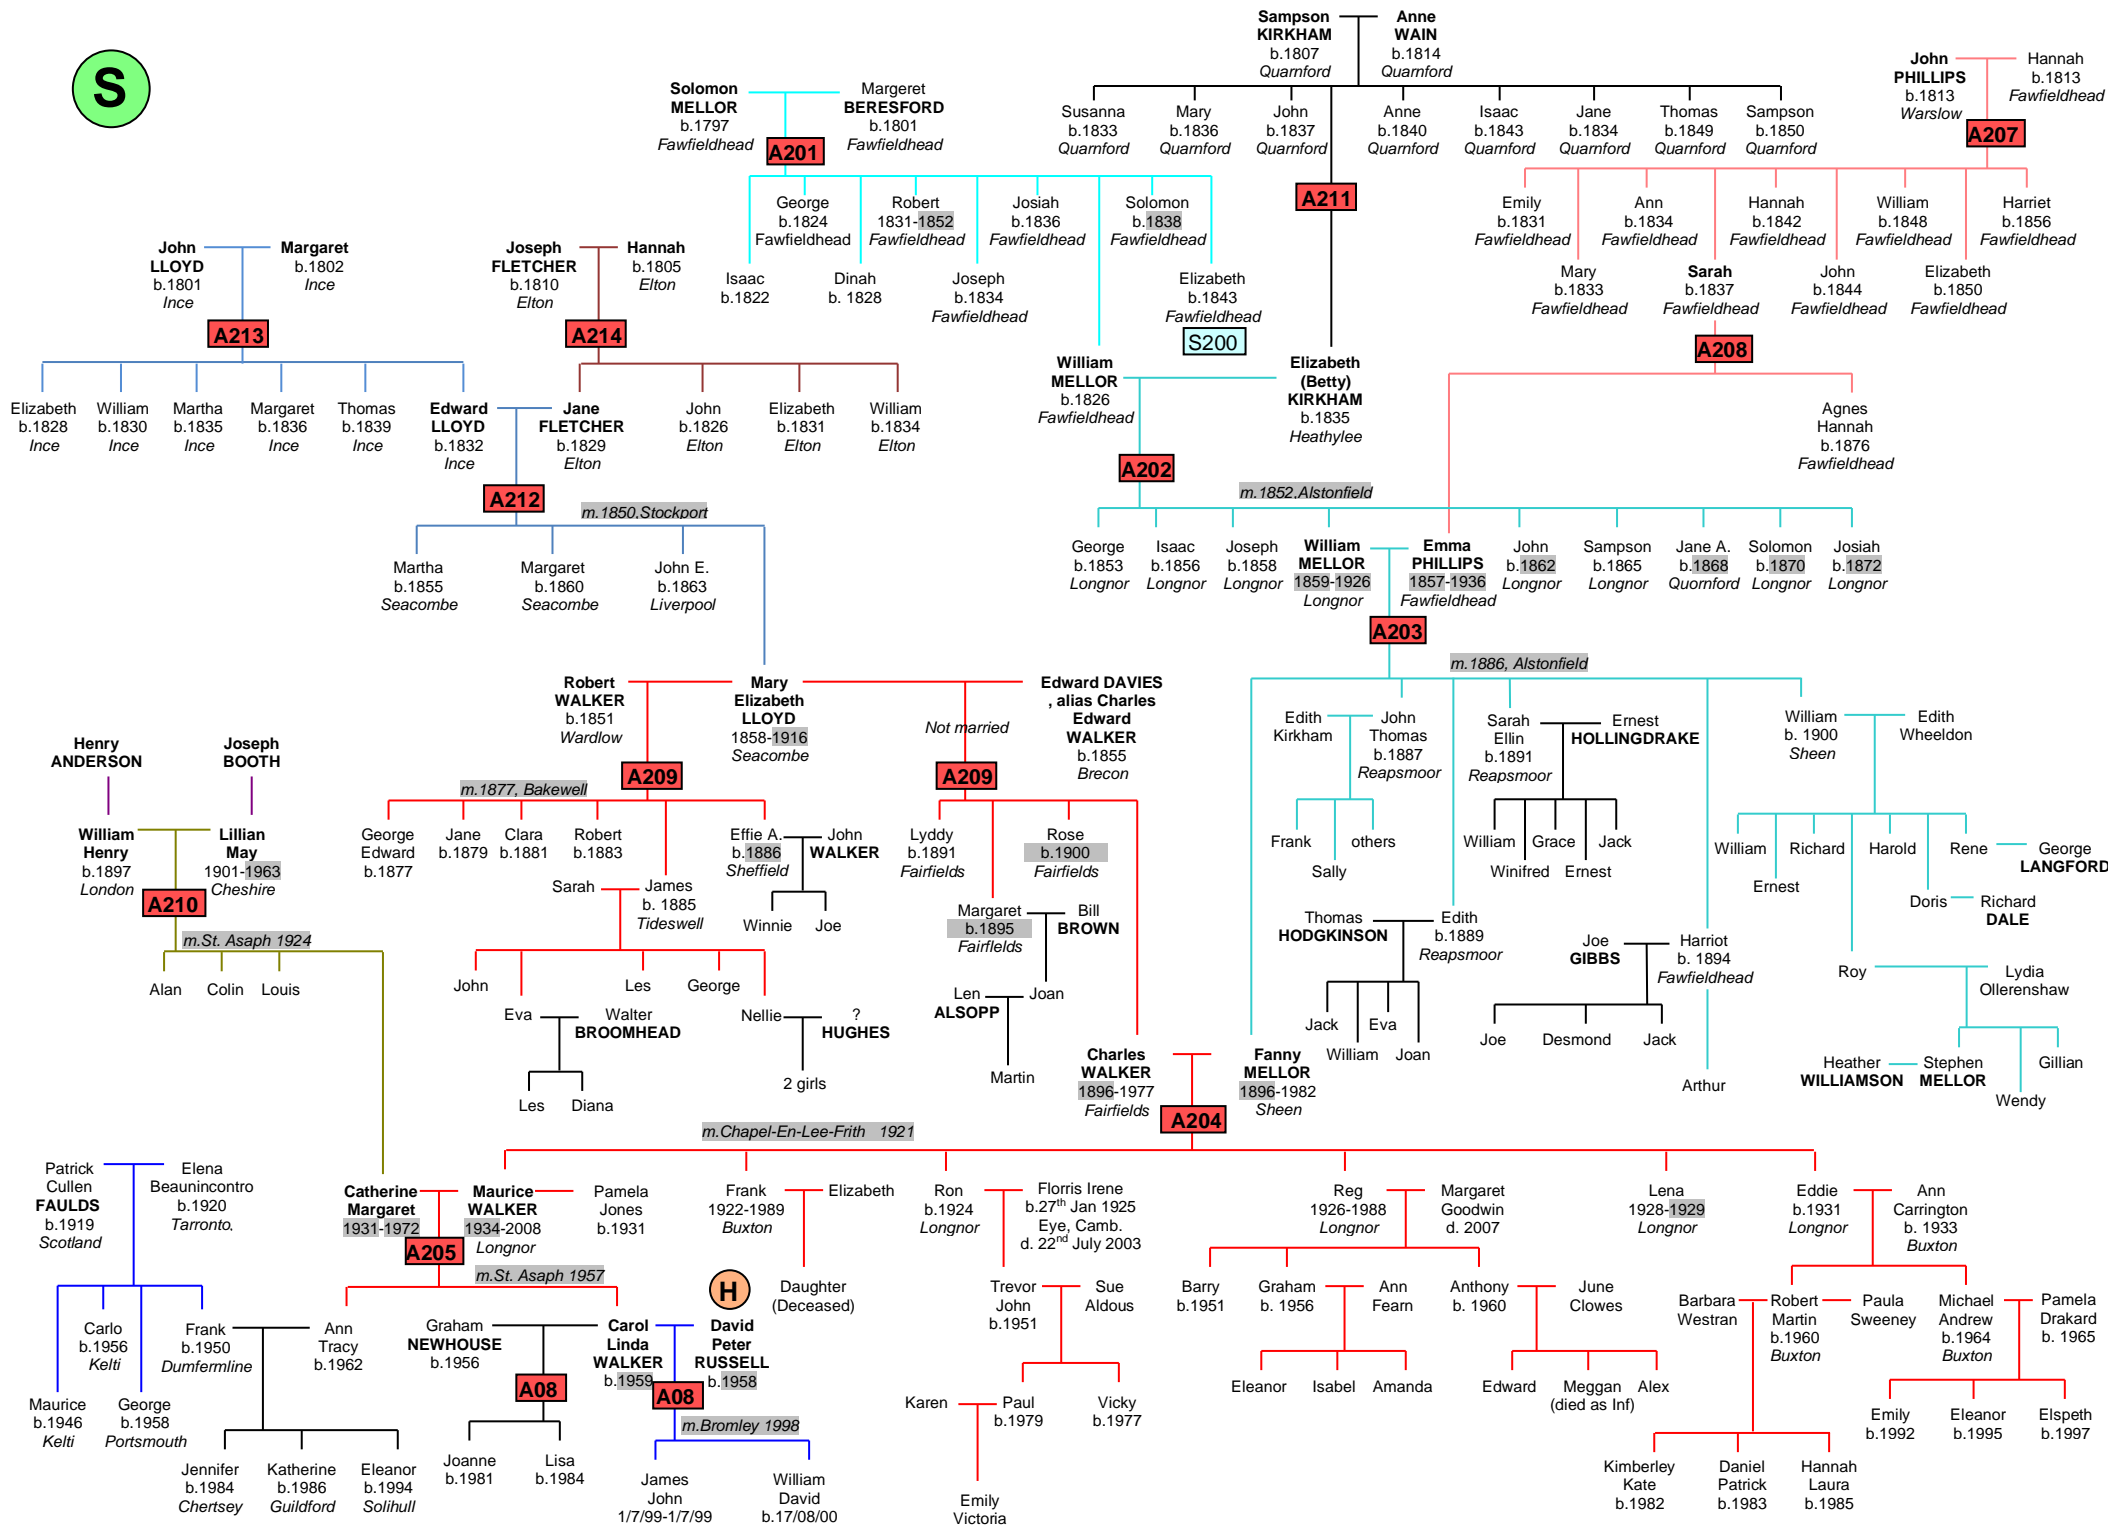 S
Sampson
KIRKHAM
b.1807
Quarnford
Anne
WAIN
b.1814
Quarnford
John
PHILLIPS
b.1813
Warslow
Hannah
b.1813
Fawfieldhead
Solomon
MELLOR
b.1797
Fawfieldhead
Margeret
BERESFORD
b.1801
Fawfieldhead
A201
Susanna
b.1833
Quarnford
Mary
b.1836
Quarnford
John
b.1837
Quarnford
Anne
b.1840
Quarnford
Isaac
b.1843
Quarnford
Jane
b.1834
Quarnford
Thomas
b.1849
Quarnford
Sampson
b.1850
Quarnford
A207
A211
George
b.1824
Fawfieldhead
Robert
1831-1852
Fawfieldhead
Josiah
b.1836
Fawfieldhead
Solomon
b.1838
Fawfieldhead
Isaac
b.1822
Dinah
b. 1828
Joseph
b.1834
Fawfieldhead
Elizabeth
b.1843
Fawfieldhead
S200
Emily
b.1831
Fawfieldhead
Ann
b.1834
Fawfieldhead
Hannah
b.1842
Fawfieldhead
William
b.1848
Fawfieldhead
Harriet
b.1856
Fawfieldhead
Mary
b.1833
Fawfieldhead
Sarah
b.1837
Fawfieldhead
John
b.1844
Fawfieldhead
Elizabeth
b.1850
Fawfieldhead
A208
John
LLOYD
b.1801
Ince
Margaret
b.1802
Ince
A213
Joseph
FLETCHER
b.1810
Elton
Hannah
b.1805
Elton
A214
Elizabeth
b.1828
Ince
William
b.1830
Ince
Martha
b.1835
Ince
Margaret
b.1836
Ince
Thomas
b.1839
Ince
Edward
LLOYD
b.1832
Ince
Jane
FLETCHER
b.1829
Elton
John
b.1826
Elton
Elizabeth
b.1831
Elton
William
b.1834
Elton
William
MELLOR
b.1826
Fawfieldhead
Elizabeth
(Betty)
KIRKHAM
b.1835
Heathylee
Agnes
Hannah
b.1876
Fawfieldhead
A202
m.1852,Alstonfield
A212
m.1850,Stockport
Martha
b.1855
Seacombe
Margaret
b.1860
Seacombe
John E.
b.1863
Liverpool
George
b.1853
Longnor
Isaac
b.1856
Longnor
Joseph
b.1858
Longnor
William
MELLOR
1859-1926
Longnor
Emma
PHILLIPS
1857-1936
Fawfieldhead
John
b.1862
Longnor
Sampson
b.1865
Longnor
Jane A.
b.1868
Quornford
Solomon
b.1870
Longnor
Josiah
b.1872
Longnor
A203
m.1886, Alstonfield
Robert
WALKER
b.1851
Wardlow
Mary
Elizabeth
LLOYD
1858-1916
Seacombe
Not married
Edward DAVIES
, alias Charles
Edward
WALKER
b.1855
Brecon
A209
A209
m.1877, Bakewell
Henry
ANDERSON
Joseph
BOOTH
William
Henry
b.1897
London
Lillian
May
1901-1963
Cheshire
A210
m.St. Asaph 1924
Alan
Colin
Louis
George
Edward
b.1877
Jane
b.1879
Clara
b.1881
Robert
b.1883
Effie A.
b.1886
Sheffield
John
WALKER
Sarah
James
b. 1885
Tideswell
Winnie
Joe
John
Les
George
Eva
Walter
BROOMHEAD
Nellie
?
HUGHES
Les
Diana
2 girls
Lyddy
b.1891
Fairfields
Rose
b.1900
Fairfields
Margaret
b.1895
Fairflelds
Bill
BROWN
Len
ALSOPP
Joan
Martin
Edith
Kirkham
John
Thomas
b.1887
Reapsmoor
Sarah
Ellin
b.1891
Reapsmoor
Ernest
HOLLINGDRAKE
William
b. 1900
Sheen
Edith
Wheeldon
Frank
others
Sally
William
Grace
Jack
Winifred
Ernest
William
Richard
Harold
Rene
George
LANGFORD
Ernest
Doris
Richard
DALE
Thomas
HODGKINSON
Edith
b.1889
Reapsmoor
Joe
GIBBS
Harriot
b. 1894
Fawfieldhead
Roy
Lydia
Ollerenshaw
Jack
Eva
William
Joan
Joe
Desmond
Jack
Arthur
Heather
WILLIAMSON
Stephen
MELLOR
Gillian
Wendy
Charles
WALKER
1896-1977
Fairfields
Fanny
MELLOR
1896-1982
Sheen
A204
m.Chapel-En-Lee-Frith 1921
Patrick
Cullen
FAULDS
b.1919
Scotland
Elena
Beaunincontro
b.1920
Tarronto,
Catherine
Margaret
1931-1972
Maurice
WALKER
1934-2008
Longnor
Pamela
Jones
b.1931
A205
m.St. Asaph 1957
Frank
1922-1989
Buxton
Elizabeth
Daughter
(Deceased)
Ron
b.1924
Longnor
Florris Irene
b.27th Jan 1925
Eye, Camb.
d. 22nd July 2003
Reg
1926-1988
Longnor
Margaret
Goodwin
d. 2007
Lena
1928-1929
Longnor
Eddie
b.1931
Longnor
Ann
Carrington
b. 1933
Buxton
H
Carlo
b.1956
Kelti
Frank
b.1950
Dumfermline
Ann
Tracy
b.1962
Maurice
b.1946
Kelti
George
b.1958
Portsmouth
Graham
NEWHOUSE
b.1956
Carol
Linda
WALKER
b.1959
David
Peter
RUSSELL
b.1958
A08
A08
m.Bromley 1998
Jennifer
b.1984
Chertsey
Katherine
b.1986
Guildford
Eleanor
b.1994
Solihull
Joanne
b.1981
Lisa
b.1984
James
John
1/7/99-1/7/99
William
David
b.17/08/00
Trevor
John
b.1951
Sue
Aldous
Karen
Paul
b.1979
Vicky
b.1977
Emily
Victoria
Barry
b.1951
Graham
b. 1956
Ann
Fearn
Anthony
b. 1960
June
Clowes
Eleanor
Isabel
Amanda
Edward
Meggan
(died as Inf)
Alex
Barbara
Westran
Robert
Martin
b.1960
Buxton
Paula
Sweeney
Michael
Andrew
b.1964
Buxton
Pamela
Drakard
b. 1965
Emily
b.1992
Eleanor
b.1995
Elspeth
b.1997
Kimberley
Kate
b.1982
Daniel
Patrick
b.1983
Hannah
Laura
b.1985